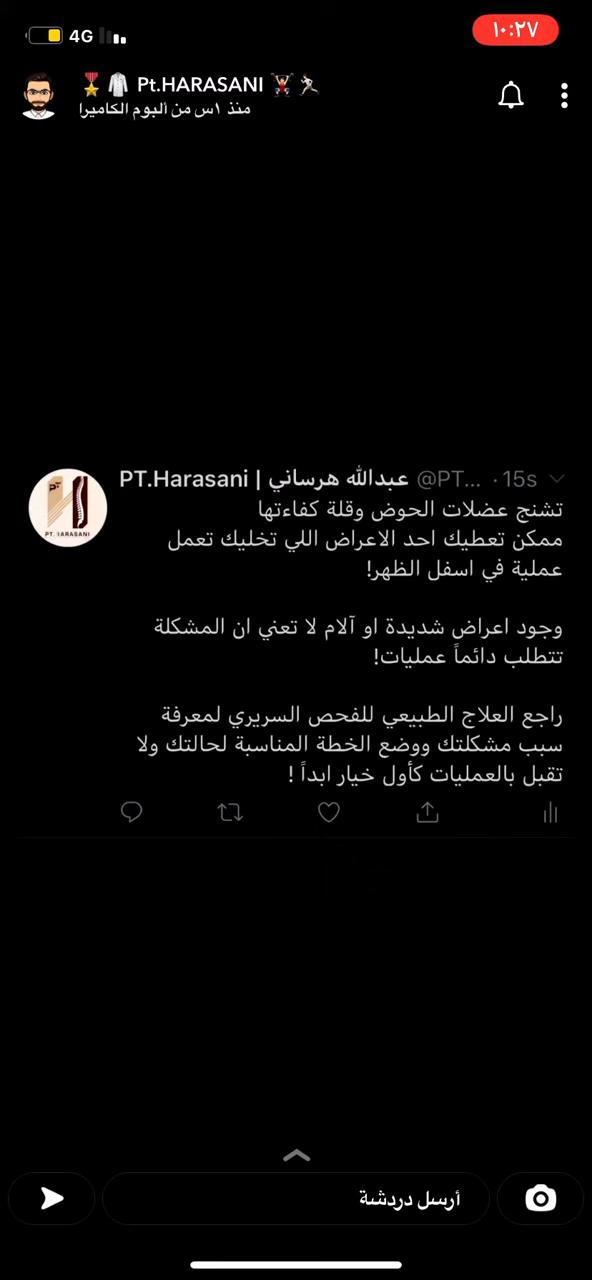 4G
١٠:٢٧
Pt.HARASANI
منذ ١س من ألبوم الكاميرا
PT.Harasani | عبدالله هرساني @PT... · 15s
PT. HARASANI
تشنج عضلات الحوض وقلة كفاءتها
ممكن تعطيك احد الاعراض اللي تخليك تعمل
عملية في اسفل الظهر!
وجود اعراض شديدة او آلام لا تعني ان المشكلة
تتطلب دائماً عمليات!
راجع العلاج الطبيعي للفحص السريري لمعرفة
سبب مشكلتك ووضع الخطة المناسبة لحالتك ولا
تقبل بالعمليات كأول خيار ابداً !
أرسل دردشة